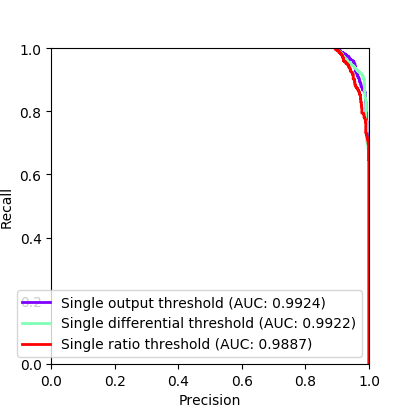 1.0
0.8
0.6
0.4
0.2
0.0
Recall
Single output threshold (AUC: 0.9924)
Single differential threshold (AUC: 0.9922)
Single ratio threshold (AUC: 0.9887)
0.0 0.2 0.4 0.6 0.8 1.0
Precision